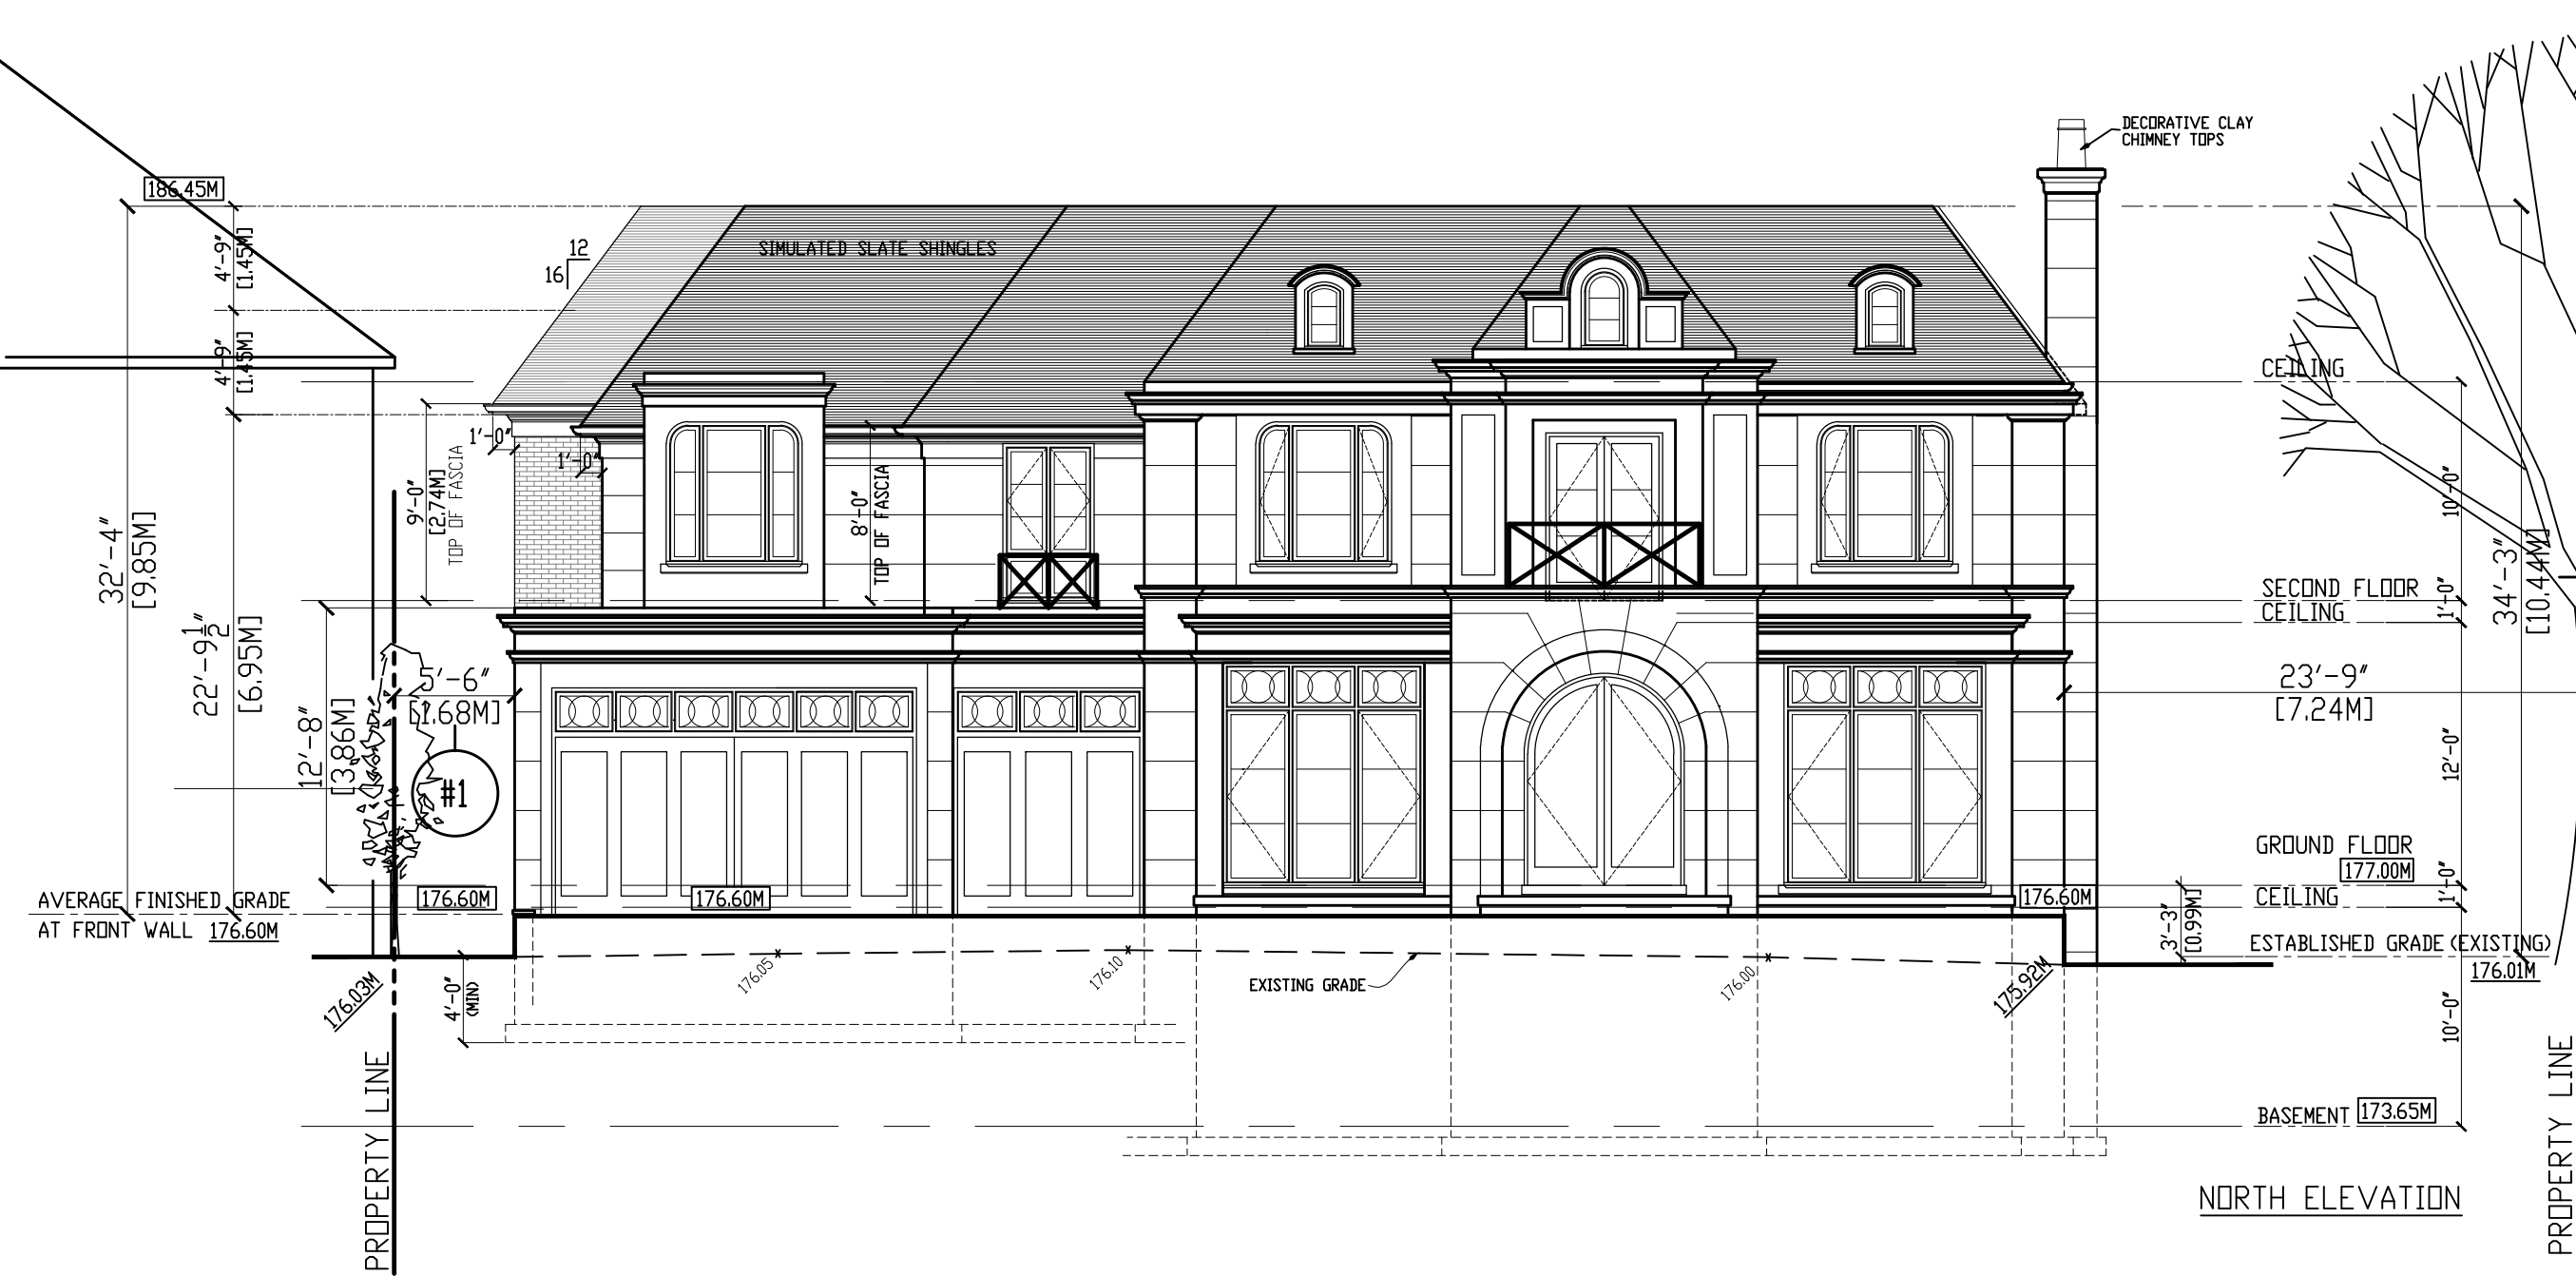 DECORATIVE CLAY
CHIMNEY TOPS
186.45M
4'-9"
[1.45M]
12
16
SIMULATED SLATE SHINGLES
4'-9"
[1.45M]
CEILING
1'-0"
1'-0"
9'-0"
[2.74M]
TOP OF FASCIA
8'-0"
TOP OF FASCIA
10'-0"
32'-4"
[9.85M]
34'-3"
[10.44M]
SECOND FLOOR
CEILING
1'-0"
22'-9½"
[6.95M]
5'-6"
[1.68M]
23'-9"
[7.24M]
12'-8"
[3.86M]
#1
12'-0"
GROUND FLOOR
177.00M
AVERAGE FINISHED GRADE
AT FRONT WALL 176.60M
176.60M
176.60M
176.60M
CEILING
1'-0"
3'-3"
[0.99M]
ESTABLISHED GRADE (EXISTING)
176.01M
176.03M
4'-0"
(MIN)
176.05
176.10
EXISTING GRADE
176.00
175.92M
10'-0"
BASEMENT 173.65M
PROPERTY LINE
PROPERTY LINE
NORTH ELEVATION